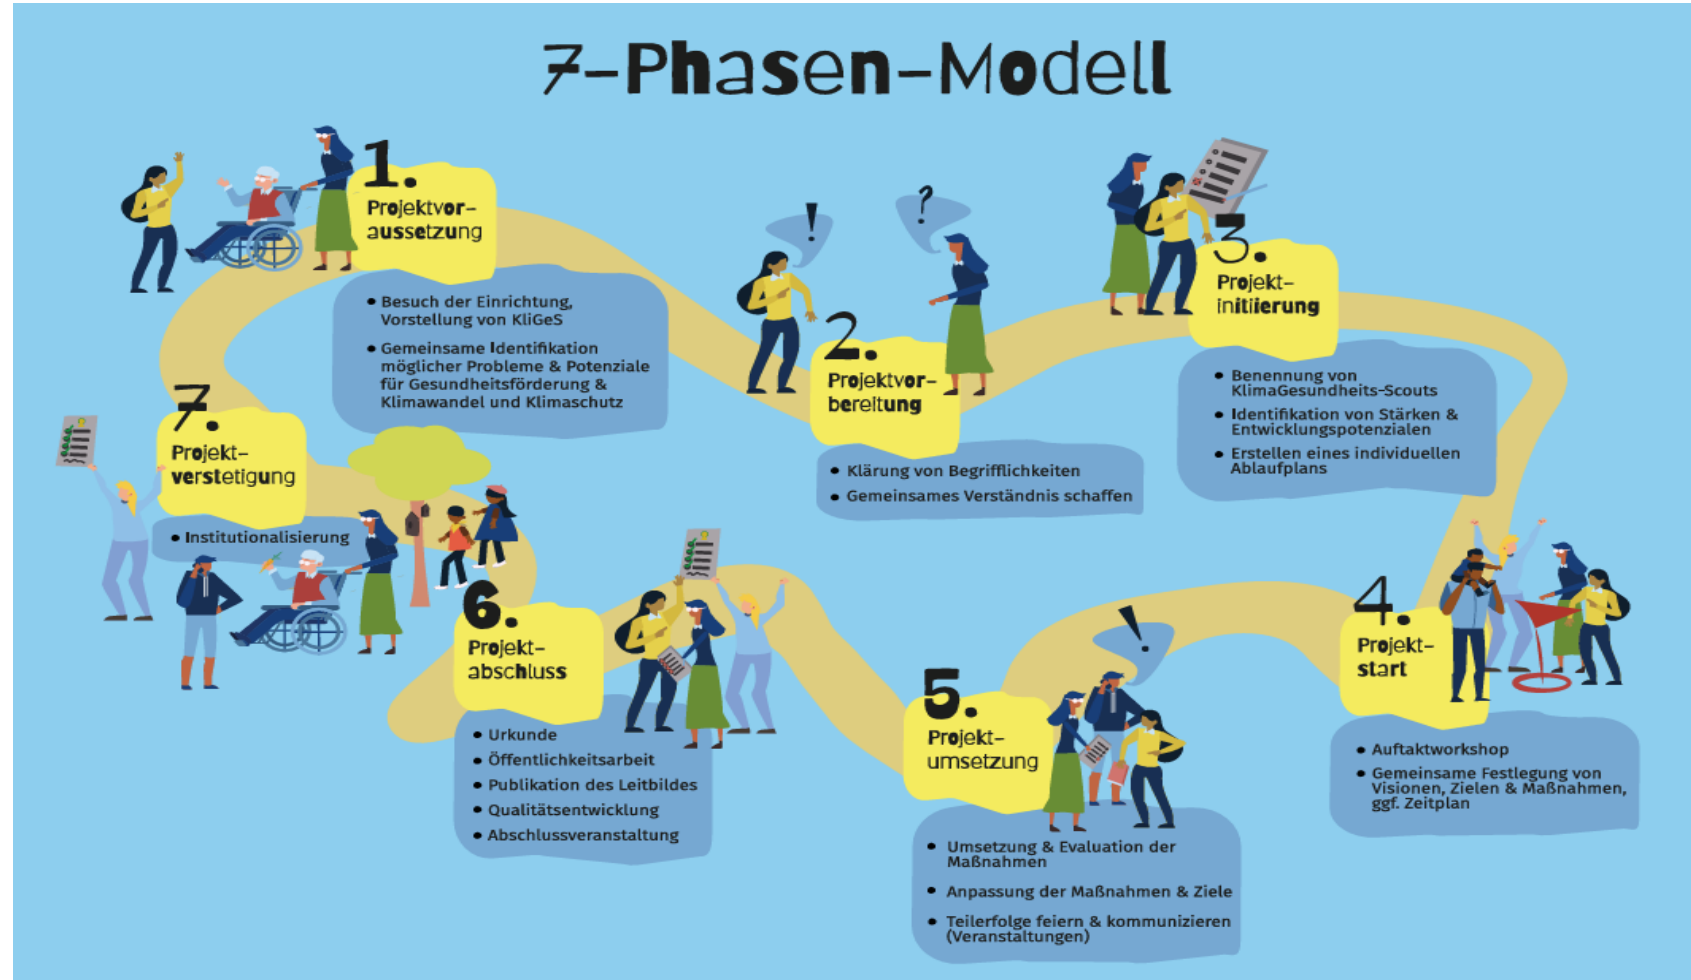 7-Phasen-Modell
1.
Projektvor-
aussetzung
• Besuch der Einrichtung,
Vorstellung von KliGeS
• Gemeinsame Identifikation
möglicher Probleme & Potenziale
für Gesundheitsförderung &
Klimawandel und Klimaschutz
!
?
2.
Projektvor-
bereitung
• Klärung von Begrifflichkeiten
• Gemeinsames Verständnis schaffen
3.
Projekt-
initiierung
• Benennung von
KlimaGesundheits-Scouts
• Identifikation von Stärken &
Entwicklungspotenzialen
• Erstellen eines individuellen
Ablaufplans
4.
Projekt-
start
• Auftaktworkshop
• Gemeinsame Festlegung von
Visionen, Zielen & Maßnahmen,
ggf. Zeitplan
!
5.
Projekt-
umsetzung
• Umsetzung & Evaluation der
Maßnahmen
• Anpassung der Maßnahmen & Ziele
• Teilerfolge feiern & kommunizieren
(Veranstaltungen)
6.
Projekt-
abschluss
• Urkunde
• Öffentlichkeitsarbeit
• Publikation des Leitbildes
• Qualitätsentwicklung
• Abschlussveranstaltung
7.
Projekt-
verstetigung
• Institutionalisierung